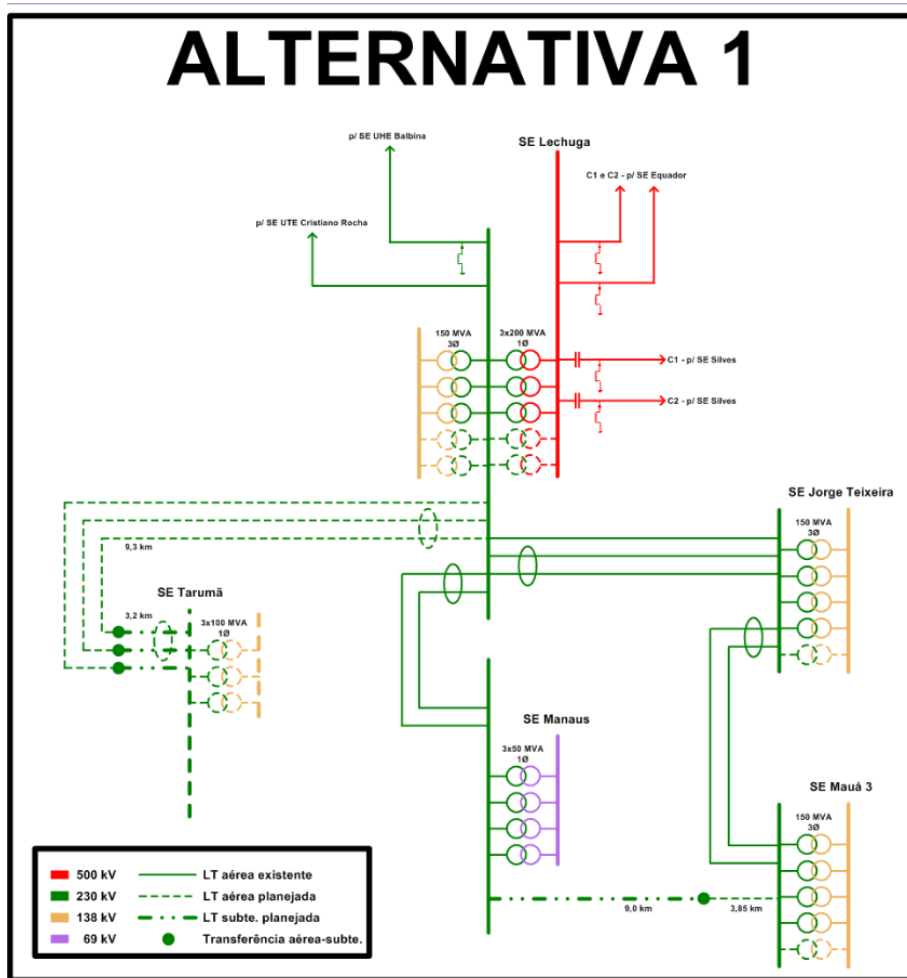 ALTERNATIVA 1
p/ SE UHE Balbina
SE Lechuga
C1 e C2 - p/ SE Equador
p/ SE UTE Cristiano Rocha
150 MVA
3Ø
3x200 MVA
1Ø
C1 - p/ SE Silves
C2 - p/ SE Silves
SE Jorge Teixeira
150 MVA
3Ø
9,3 km
SE Tarumã
3,2 km
3x100 MVA
1Ø
SE Manaus
3x50 MVA
1Ø
SE Mauá 3
150 MVA
3Ø
9,0 km
3,85 km
500 kV
LT aérea existente
230 kV
LT aérea planejada
138 kV
LT subte. planejada
69 kV
Transferência aérea-subte.